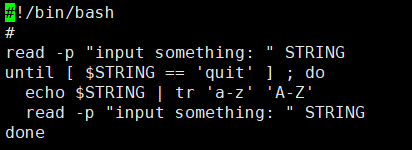 #!/bin/bash
#
read -p "input something: " STRING
until [ $STRING == 'quit' ] ; do
  echo $STRING | tr 'a-z' 'A-Z'
  read -p "input something: " STRING
done